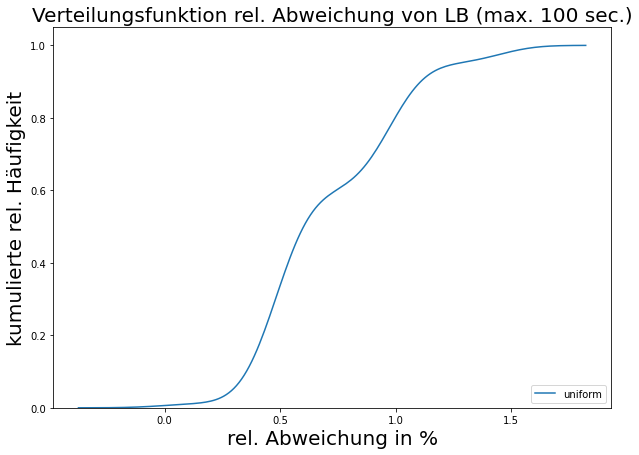 Verteilungsfunktion rel. Abweichung von LB (max. 100 sec.)
kumulierte rel. Häufigkeit
1.0
0.8
0.6
0.4
0.2
0.0
0.0
0.5
1.0
1.5
uniform
rel. Abweichung in %